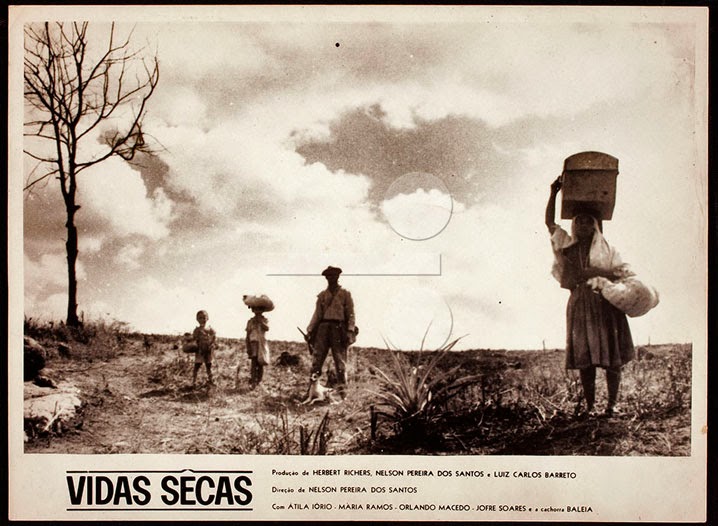 VIDAS SÊCAS
Produção de HERBERT RICHERS, NELSON PEREIRA DOS SANTOS e LUIZ CARLOS BARRETO
Direção de NELSON PEREIRA DOS SANTOS
Com ÁTILA IÓRIO - MARIA RAMOS - ORLANDO MACEDO - JOFRE SOARES e a cachorra BALEIA